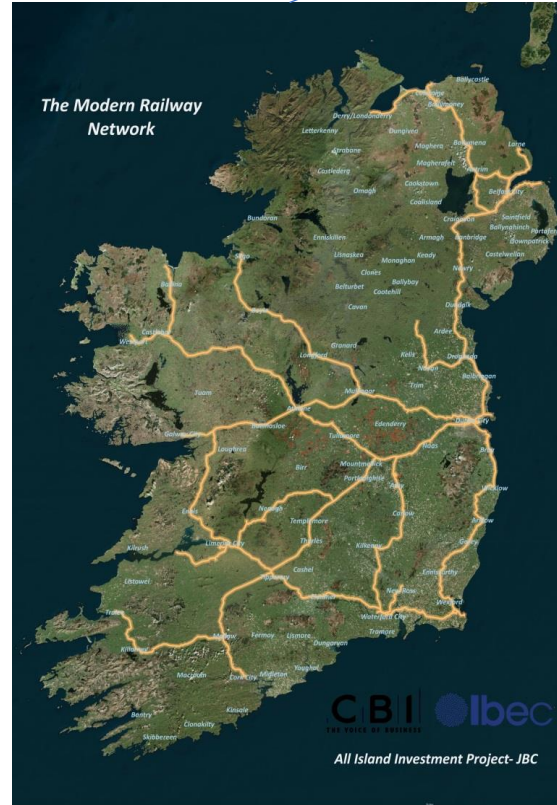 The Modern Railway
Network
Ballycastle
Ballymoney
Derry/Londonderry
Letterkenny
Dungiven
Strabane
Maghera
Ballymena
Larne
Magherafelt
Antrim
Castlederg
Cookstown
Belfast City
Omagh
Coalisland
Bundoran
Craigavon
Saintfield
Ballynahinch
Enniskillen
Armagh
Banbridge
Downpatrick
Sligo
Lisnaskea
Keady
Castlewellan
Monaghan
Newry
Clones
Ballina
Belturbet
Ballybay
Cootehill
Cavan
Dundalk
Castlebar
Ardee
Westport
Granard
Longford
Kells
Drogheda
Navan
Balbriggan
Tuam
Mullingar
Trim
Athlone
Galway City
Ballinasloe
Edenderry
Loughrea
Tullamore
Naas
Bray
Birr
Mountmellick
Portlaoighise
Athy
Wicklow
Ennis
Nenagh
Carlow
Arklow
Templemore
Kilrush
Limerick City
Thurles
Kilkenny
Gorey
Listowel
Cashel
Enniscorthy
Tipperary
New Ross
Tralee
Wexford
Waterford City
Killarney
Mallow
Fermoy
Lismore
Tramore
Dungarvan
Macroom
Cork City
Midleton
Youghal
Bantry
Kinsale
Clonakilty
Skibbereen
CBI
THE VOICE OF BUSINESS
Ibec
All Island Investment Project- JBC